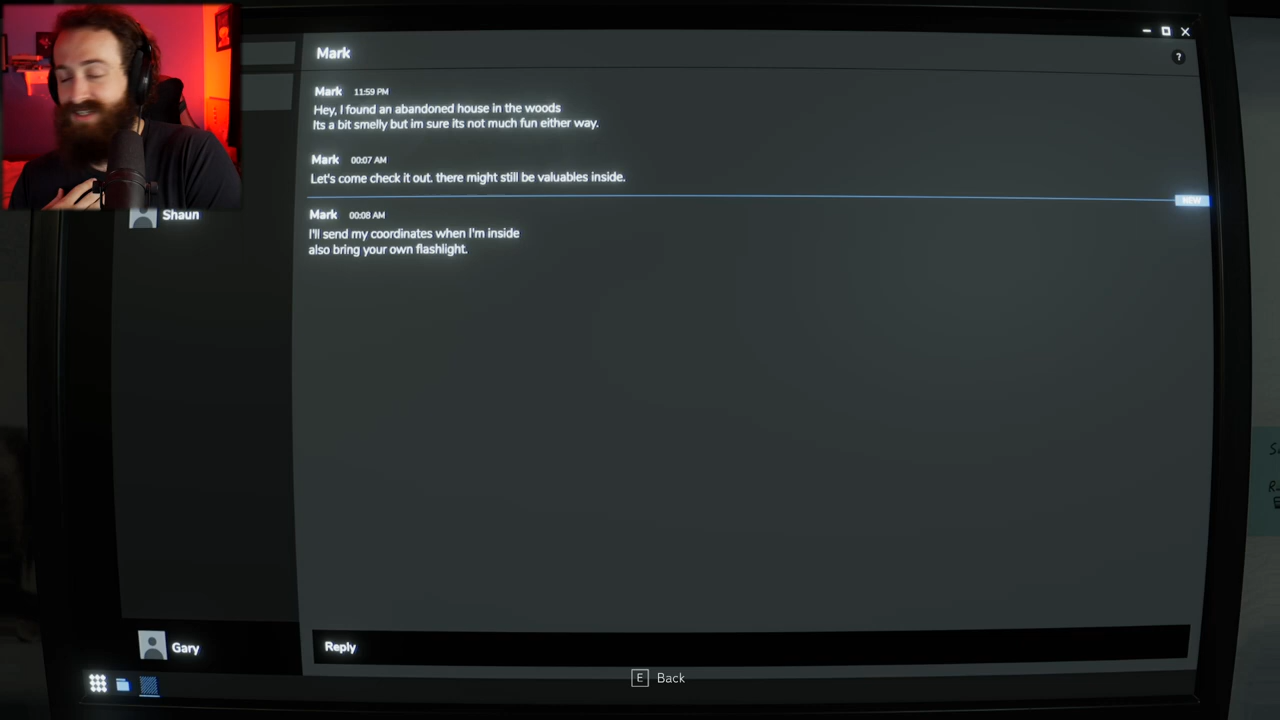 Mark
Mark 11:59 PM
Hey, I found an abandoned house in the woods
Its a bit smelly but im sure its not much fun either way.
Mark 00:07 AM
Let's come check it out. there might still be valuables inside.
NEW
Mark 00:08 AM
I'll send my coordinates when I'm inside
also bring your own flashlight.
Shaun
Gary
Reply
E Back
?